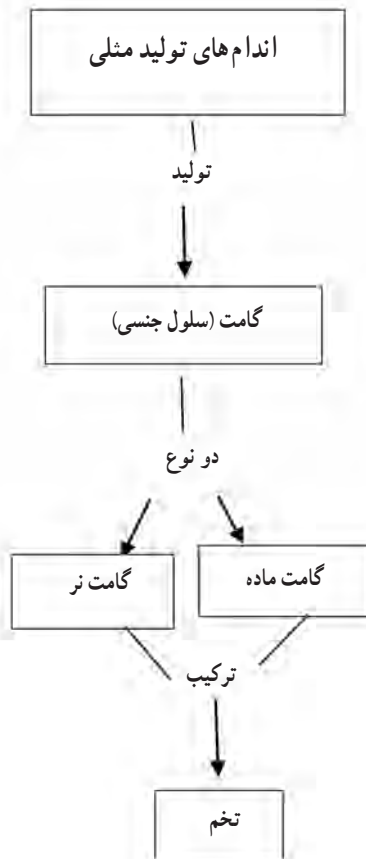 اندام‌های تولید مثلی
تولید
گامت (سلول جنسی)
دو نوع
گامت ماده
گامت نر
ترکیب
تخم